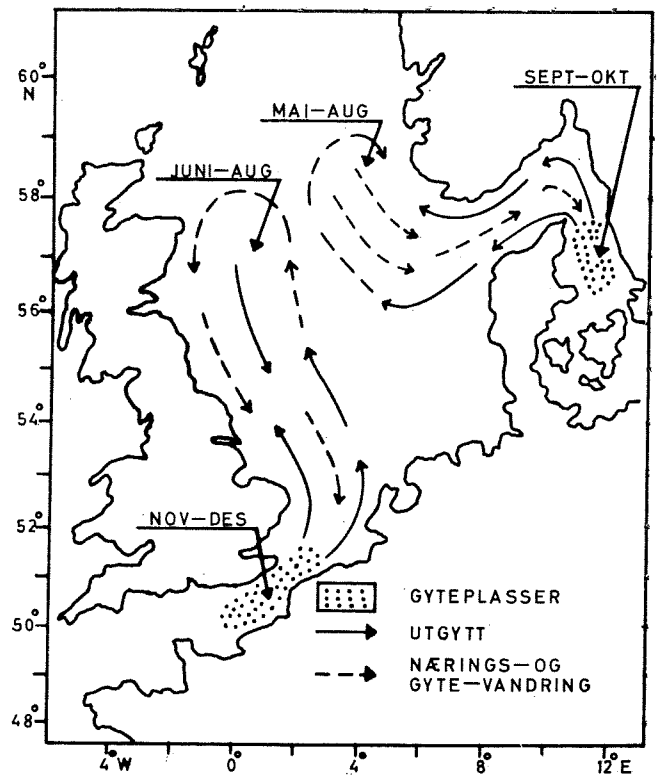 60°
N
58°
56°
54°
52°
50°
48°
SEPT–OKT
MAI–AUG
JUNI–AUG
NOV–DES
GYTEPLASSER
UTGYTT
NÆRINGS–OG
GYTE–VANDRING
4°W
0°
4°
8°
12°E